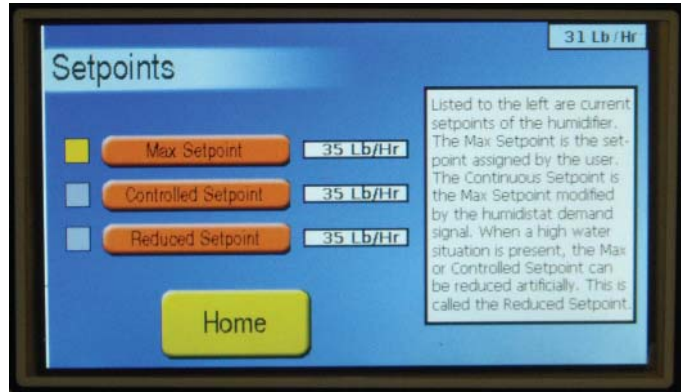 31 Lb/Hr
Setpoints
Max Setpoint 35 Lb/Hr
Controlled Setpoint 35 Lb/Hr
Reduced Setpoint 35 Lb/Hr
Home
Listed to the left are current
setpoints of the humidifier.
The Max Setpoint is the set-
point assigned by the user.
The Continuous Setpoint is
the Max Setpoint modified
by the humidistat demand
signal. When a high water
situation is present, the Max
or Controlled Setpoint can
be reduced artificially. This is
called the Reduced Setpoint.